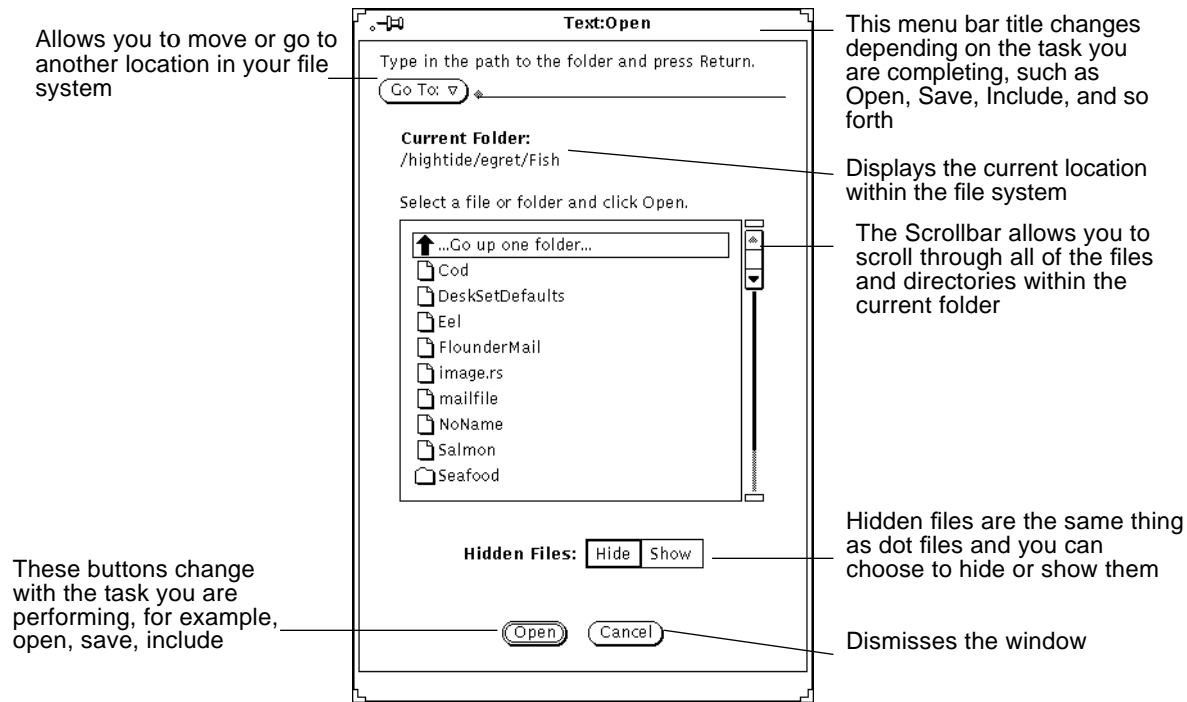 Allows you to move or go to
another location in your file
system
Text:Open
This menu bar title changes
depending on the task you
are completing, such as
Open, Save, Include, and so
forth
Type in the path to the folder and press Return.
Go To:
Current Folder:
/hightide/egret/Fish
Displays the current location
within the file system
Select a file or folder and click Open.
The Scrollbar allows you to
scroll through all of the files
and directories within the
current folder
...Go up one folder...
Cod
DeskSetDefaults
Eel
FlounderMail
image.rs
mailfile
NoName
Salmon
Seafood
Hidden Files: Hide Show
Hidden files are the same thing
as dot files and you can
choose to hide or show them
These buttons change
with the task you are
performing, for example,
open, save, include
Open Cancel
Dismisses the window